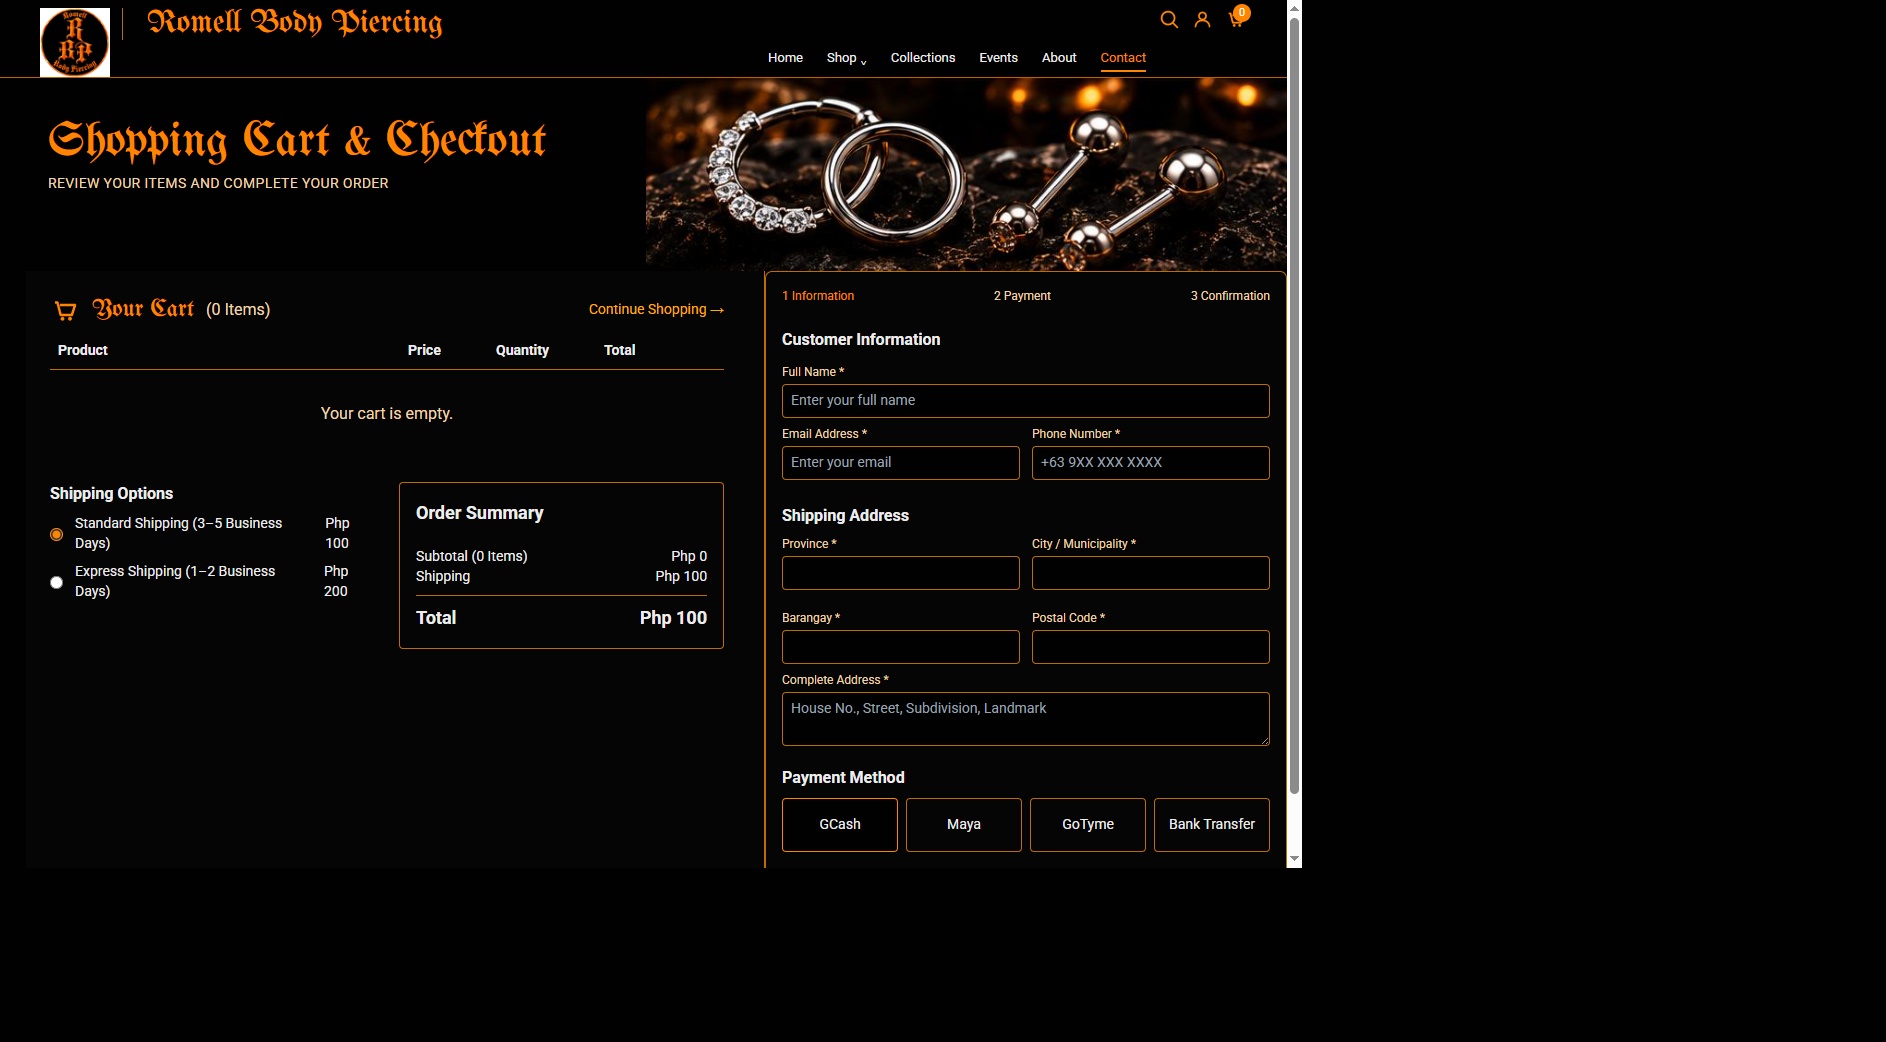 Romell
R
RBP
Body Piercing
Romell Body Piercing
0
Home
Shop
Collections
Events
About
Contact
Shopping Cart & Checkout
REVIEW YOUR ITEMS AND COMPLETE YOUR ORDER
Your Cart (0 Items)
Continue Shopping →
Product
Price
Quantity
Total
Your cart is empty.
Shipping Options
Standard Shipping (3–5 Business Days)
Php 100
Express Shipping (1–2 Business Days)
Php 200
Order Summary
Subtotal (0 Items)
Php 0
Shipping
Php 100
Total
Php 100
1 Information
2 Payment
3 Confirmation
Customer Information
Full Name *
Enter your full name
Email Address *
Phone Number *
Enter your email
+63 9XX XXX XXXX
Shipping Address
Province *
City / Municipality *
Barangay *
Postal Code *
Complete Address *
House No., Street, Subdivision, Landmark
Payment Method
GCash
Maya
GoTyme
Bank Transfer